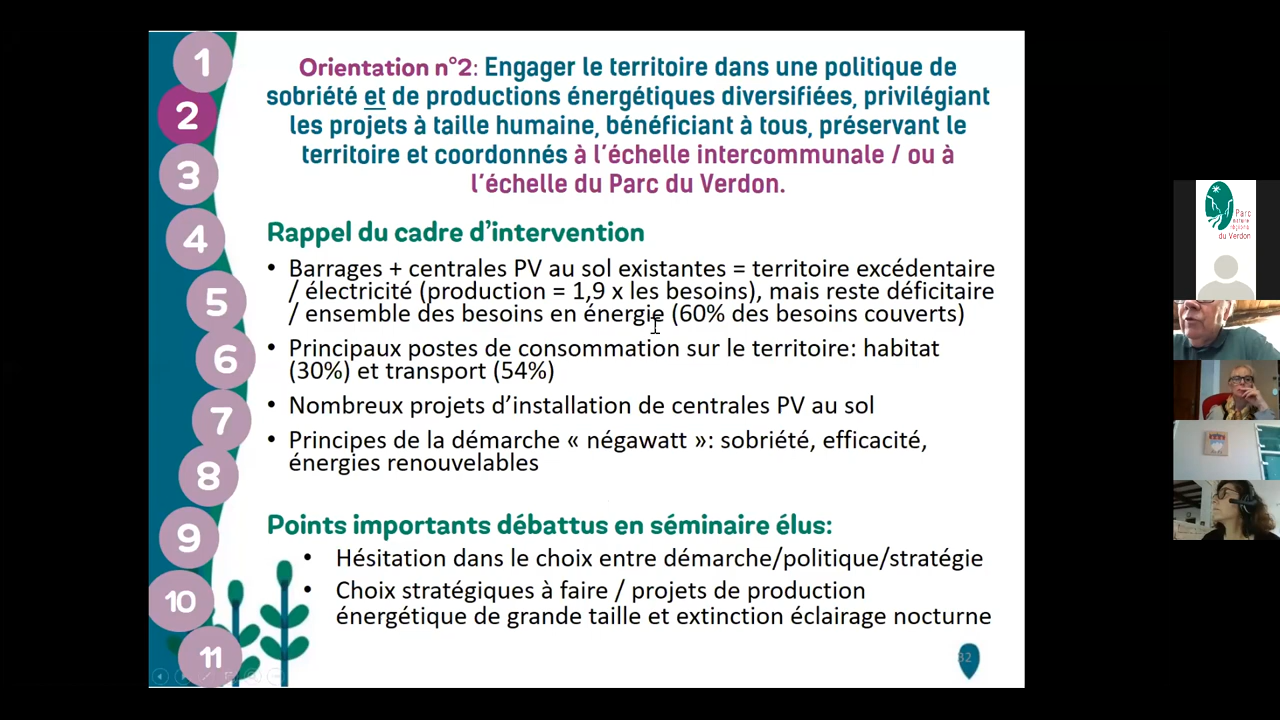 1
2
3
4
5
6
7
8
9
10
11
Orientation n°2: Engager le territoire dans une politique de
sobriété et de productions énergétiques diversifiées, privilégiant
les projets à taille humaine, bénéficiant à tous, préservant le
territoire et coordonnés à l'échelle intercommunale / ou à
l'échelle du Parc du Verdon.
Rappel du cadre d'intervention
• Barrages + centrales PV au sol existantes = territoire excédentaire
/ électricité (production = 1,9 x les besoins), mais reste déficitaire
/ ensemble des besoins en énergie (60% des besoins couverts)
• Principaux postes de consommation sur le territoire: habitat
(30%) et transport (54%)
• Nombreux projets d'installation de centrales PV au sol
• Principes de la démarche « négawatt »: sobriété, efficacité,
énergies renouvelables
Points importants débattus en séminaire élus:
• Hésitation dans le choix entre démarche/politique/stratégie
• Choix stratégiques à faire / projets de production
énergétique de grande taille et extinction éclairage nocturne
32
Parc
naturel
régional
du Verdon